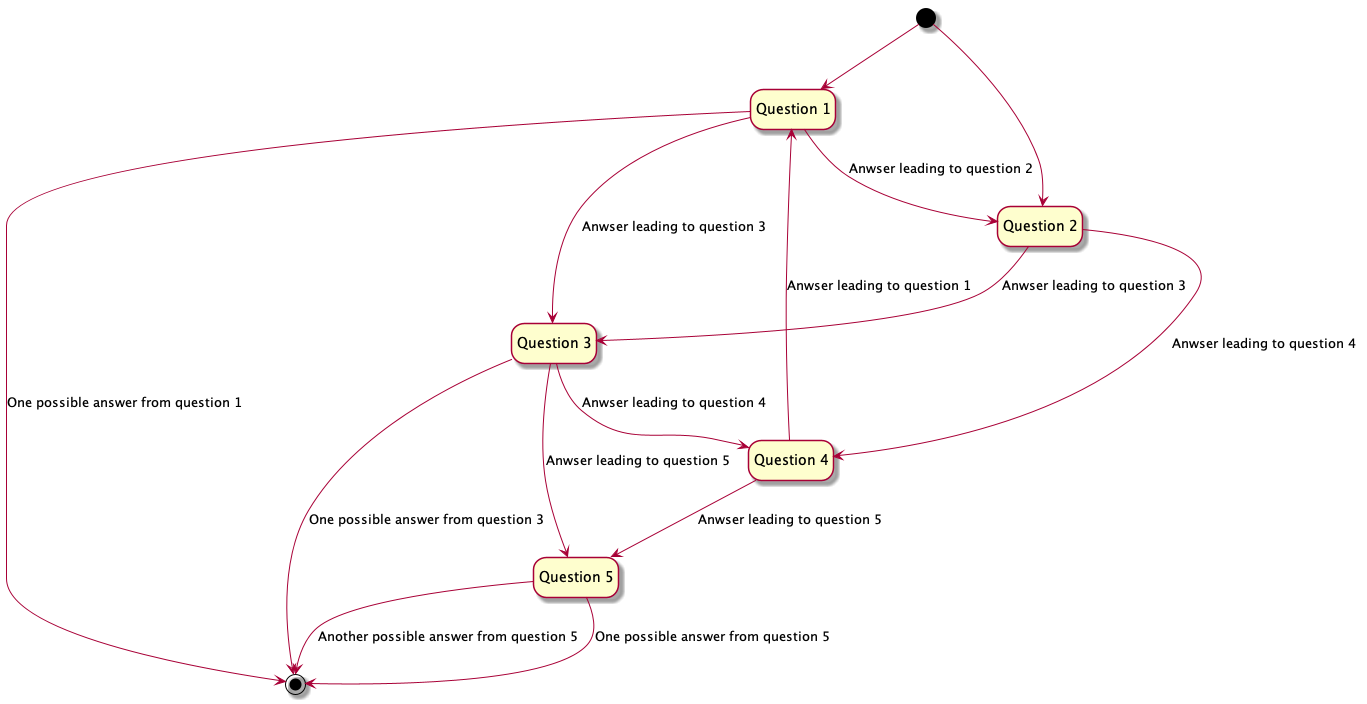 Question 1
Anwser leading to question 2
Question 2
Anwser leading to question 3
Anwser leading to question 1
Anwser leading to question 3
Question 3
Anwser leading to question 4
One possible answer from question 1
Anwser leading to question 4
Question 4
Anwser leading to question 5
One possible answer from question 3
Anwser leading to question 5
Question 5
Another possible answer from question 5
One possible answer from question 5